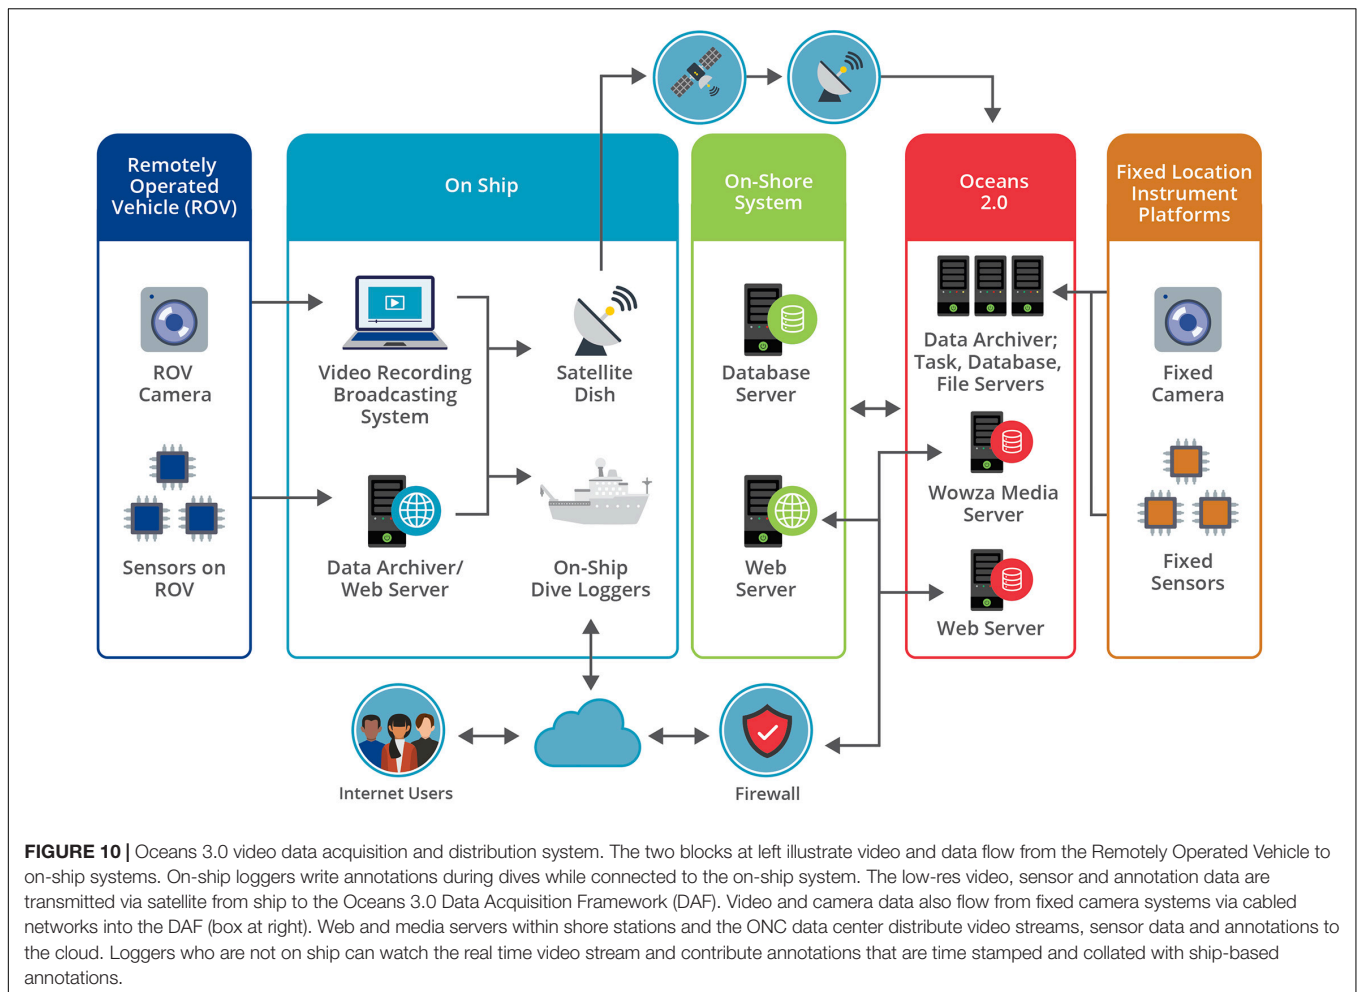 Remotely
Operated
Vehicle (ROV)
ROV
Camera
Sensors on
ROV
On Ship
Video Recording
Broadcasting
System
Satellite
Dish
Data Archiver/
Web Server
On-Ship
Dive Loggers
On-Shore
System
Database
Server
Web
Server
Oceans
2.0
Data Archiver;
Task, Database,
File Servers
Wowza Media
Server
Web Server
Fixed Location
Instrument
Platforms
Fixed
Camera
Fixed
Sensors
Internet Users
Firewall
FIGURE 10 | Oceans 3.0 video data acquisition and distribution system. The two blocks at left illustrate video and data flow from the Remotely Operated Vehicle to
on-ship systems. On-ship loggers write annotations during dives while connected to the on-ship system. The low-res video, sensor and annotation data are
transmitted via satellite from ship to the Oceans 3.0 Data Acquisition Framework (DAF). Video and camera data also flow from fixed camera systems via cabled
networks into the DAF (box at right). Web and media servers within shore stations and the ONC data center distribute video streams, sensor data and annotations to
the cloud. Loggers who are not on ship can watch the real time video stream and contribute annotations that are time stamped and collated with ship-based
annotations.